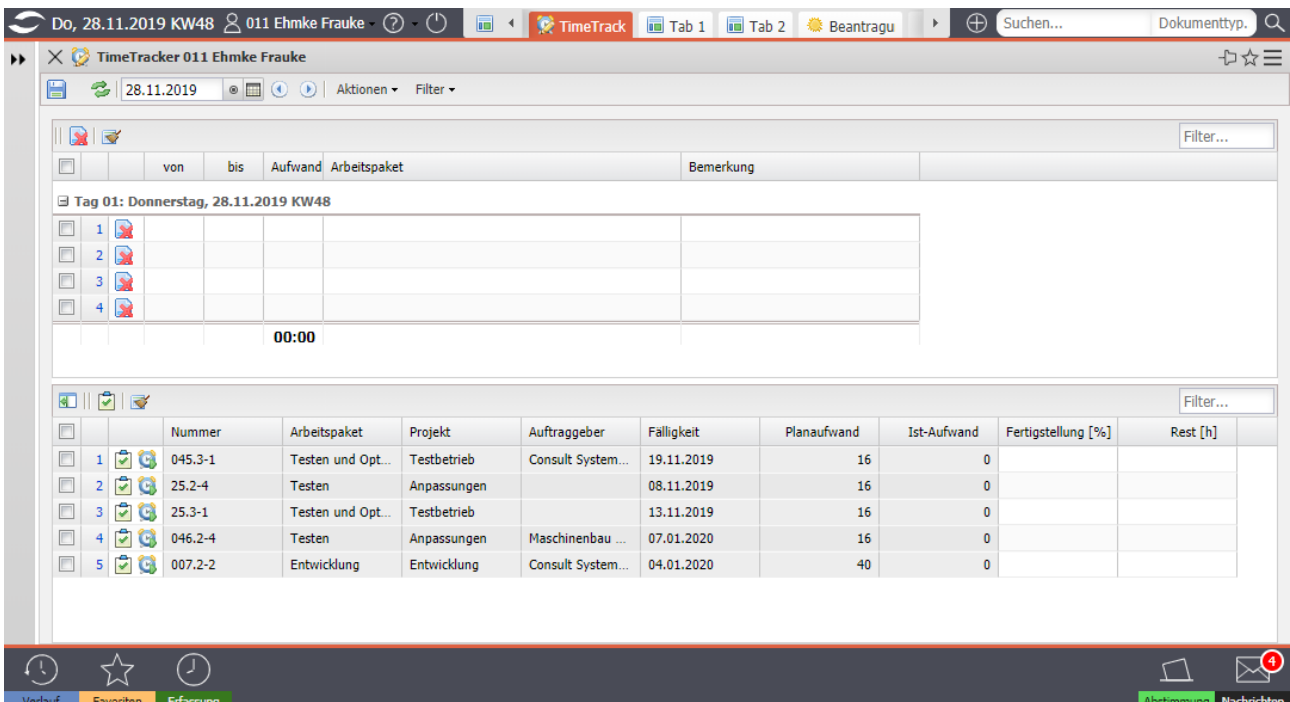 Do, 28.11.2019 KW48 011 Ehmke Frauke TimeTrack Tab 1 Tab 2 Beantragu Suchen... Dokumenttyp.
TimeTracker 011 Ehmke Frauke
28.11.2019 Aktionen Filter
Filter...
von bis Aufwand Arbeitspaket Bemerkung
Tag 01: Donnerstag, 28.11.2019 KW48
1
2
3
4
00:00
Filter...
Nummer Arbeitspaket Projekt Auftraggeber Fälligkeit Planaufwand Ist-Aufwand Fertigstellung [%] Rest [h]
1 045.3-1 Testen und Opt... Testbetrieb Consult System... 19.11.2019 16 0
2 25.2-4 Testen Anpassungen 08.11.2019 16 0
3 25.3-1 Testen und Opt... Testbetrieb 13.11.2019 16 0
4 046.2-4 Testen Anpassungen Maschinenbau ... 07.01.2020 16 0
5 007.2-2 Entwicklung Entwicklung Consult System... 04.01.2020 40 0
4
Verlauf Favoriten Erfassung Abstimmung Nachrichten